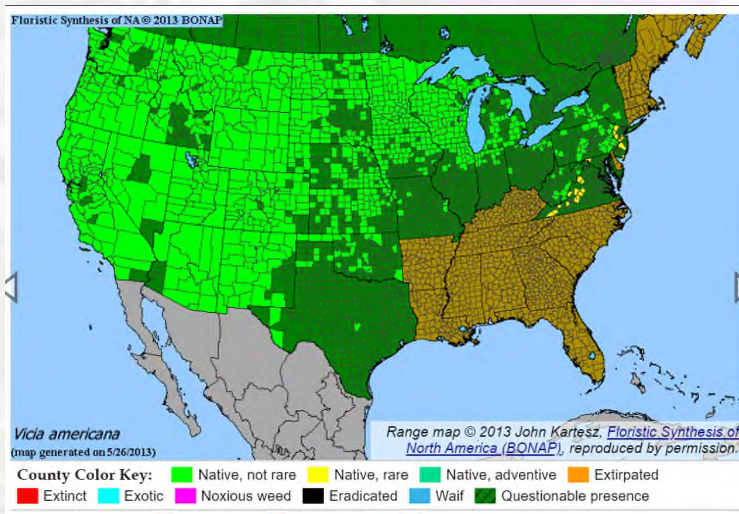 Floristic Synthesis of NA © 2013 BONAP
Vicia americana
(map generated on 5/26/2013)
Range map © 2013 John Kartesz, Floristic Synthesis of
North America (BONAP), reproduced by permission.
County Color Key: Native, not rare Native, rare Native, adventive Extirpated
Extinct Exotic Noxious weed Eradicated Waif Questionable presence